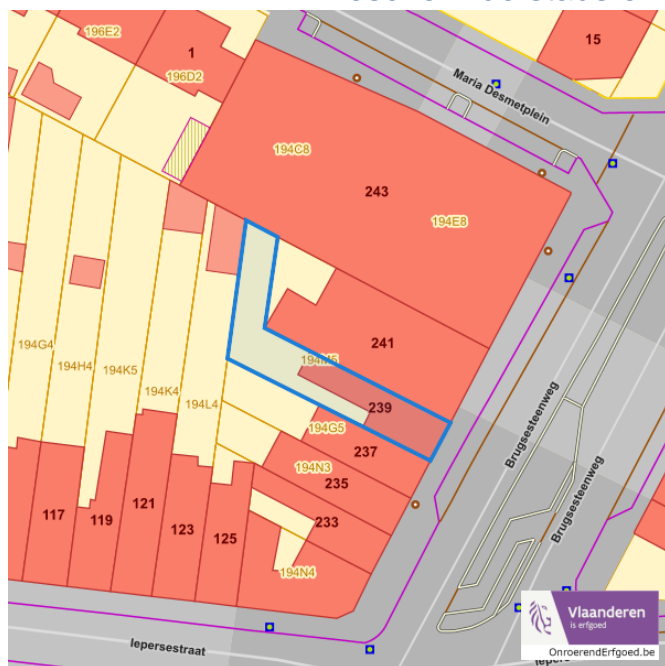 196E2
1
196D2
15
Maria Desmetplein
194C8
243
194E8
194G4
194H4
194K5
194K4
194L4
241
239
194G5
237
194N3
235
233
194N4
117
119
121
123
125
Brugsesteenweg
Brugsesteenweg
Iepersestraat
Vlaanderen
is erfgoed
OnroerendErfgoed.be